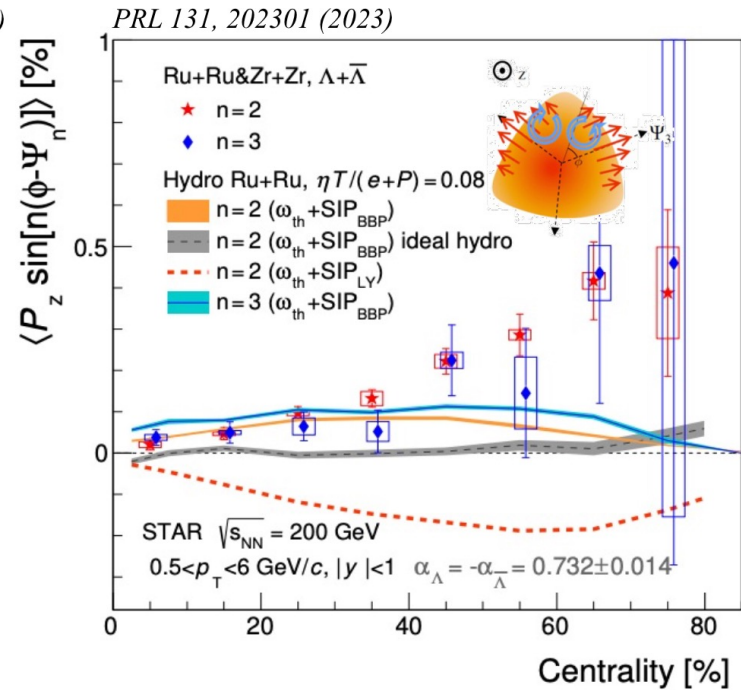 )
PRL 131, 202301 (2023)
⟨P_z sin[n(ϕ-Ψ_n)]⟩ [%]
1
0.5
0
Ru+Ru&Zr+Zr, Λ+Λ̅
n = 2
n = 3
Hydro Ru+Ru, ηT/(e+P) = 0.08
n = 2 (ω_th+SIP_BBP)
n = 2 (ω_th+SIP_BBP) ideal hydro
n = 2 (ω_th+SIP_LY)
n = 3 (ω_th+SIP_BBP)
z
Ψ_3
ϕ
STAR √s_NN = 200 GeV
0.5<p_T<6 GeV/c, |y|<1 α_Λ = -α_Λ̅ = 0.732±0.014
0 20 40 60 80
Centrality [%]